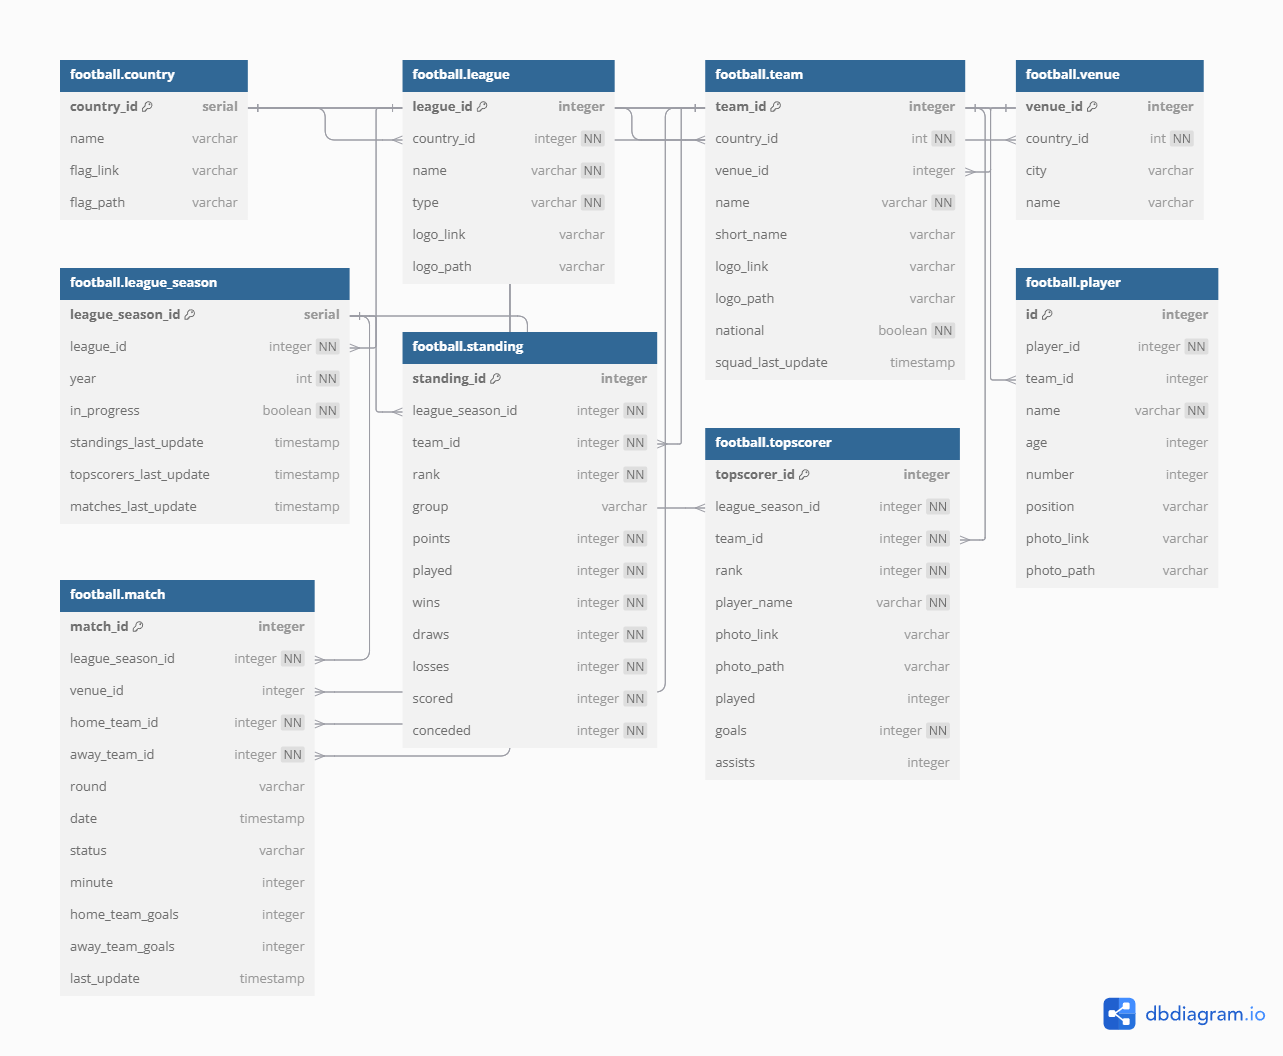 football.country
country_id serial
name varchar
flag_link varchar
flag_path varchar
football.league
league_id integer
country_id integer NN
name varchar NN
type varchar NN
logo_link varchar
logo_path varchar
football.team
team_id integer
country_id int NN
venue_id integer
name varchar NN
short_name varchar
logo_link varchar
logo_path varchar
national boolean NN
squad_last_update timestamp
football.venue
venue_id integer
country_id int NN
city varchar
name varchar
football.league_season
league_season_id serial
league_id integer NN
year int NN
in_progress boolean NN
standings_last_update timestamp
topscorers_last_update timestamp
matches_last_update timestamp
football.standing
standing_id integer
league_season_id integer NN
team_id integer NN
rank integer NN
group varchar
points integer NN
played integer NN
wins integer NN
draws integer NN
losses integer NN
scored integer NN
conceded integer NN
football.topscorer
topscorer_id integer
league_season_id integer NN
team_id integer NN
rank integer NN
player_name varchar NN
photo_link varchar
photo_path varchar
played integer
goals integer NN
assists integer
football.player
id integer
player_id integer NN
team_id integer
name varchar NN
age integer
number integer
position varchar
photo_link varchar
photo_path varchar
football.match
match_id integer
league_season_id integer NN
venue_id integer
home_team_id integer NN
away_team_id integer NN
round varchar
date timestamp
status varchar
minute integer
home_team_goals integer
away_team_goals integer
last_update timestamp
dbdiagram.io